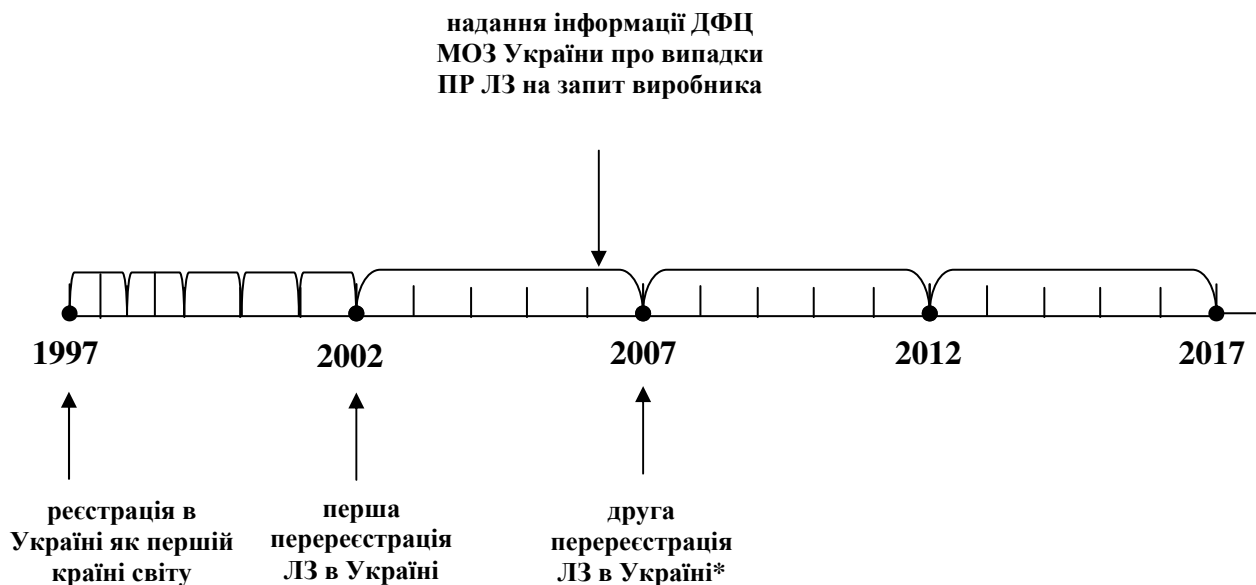 надання інформації ДФЦ
МОЗ України про випадки
ПР ЛЗ на запит виробника
1997
2002
2007
2012
2017
реєстрація в
Україні як першій
країні світу
перша
перереєстрація
ЛЗ в Україні
друга
перереєстрація
ЛЗ в Україні*